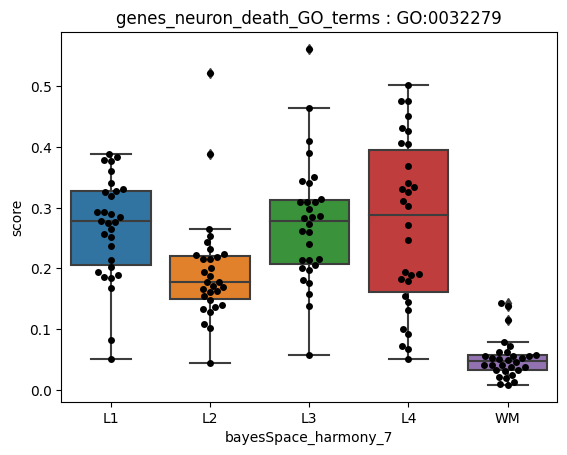 genes_neuron_death_GO_terms : GO:0032279
score
0.5
0.4
0.3
0.2
0.1
0.0
L1 L2 L3 L4 WM
bayesSpace_harmony_7